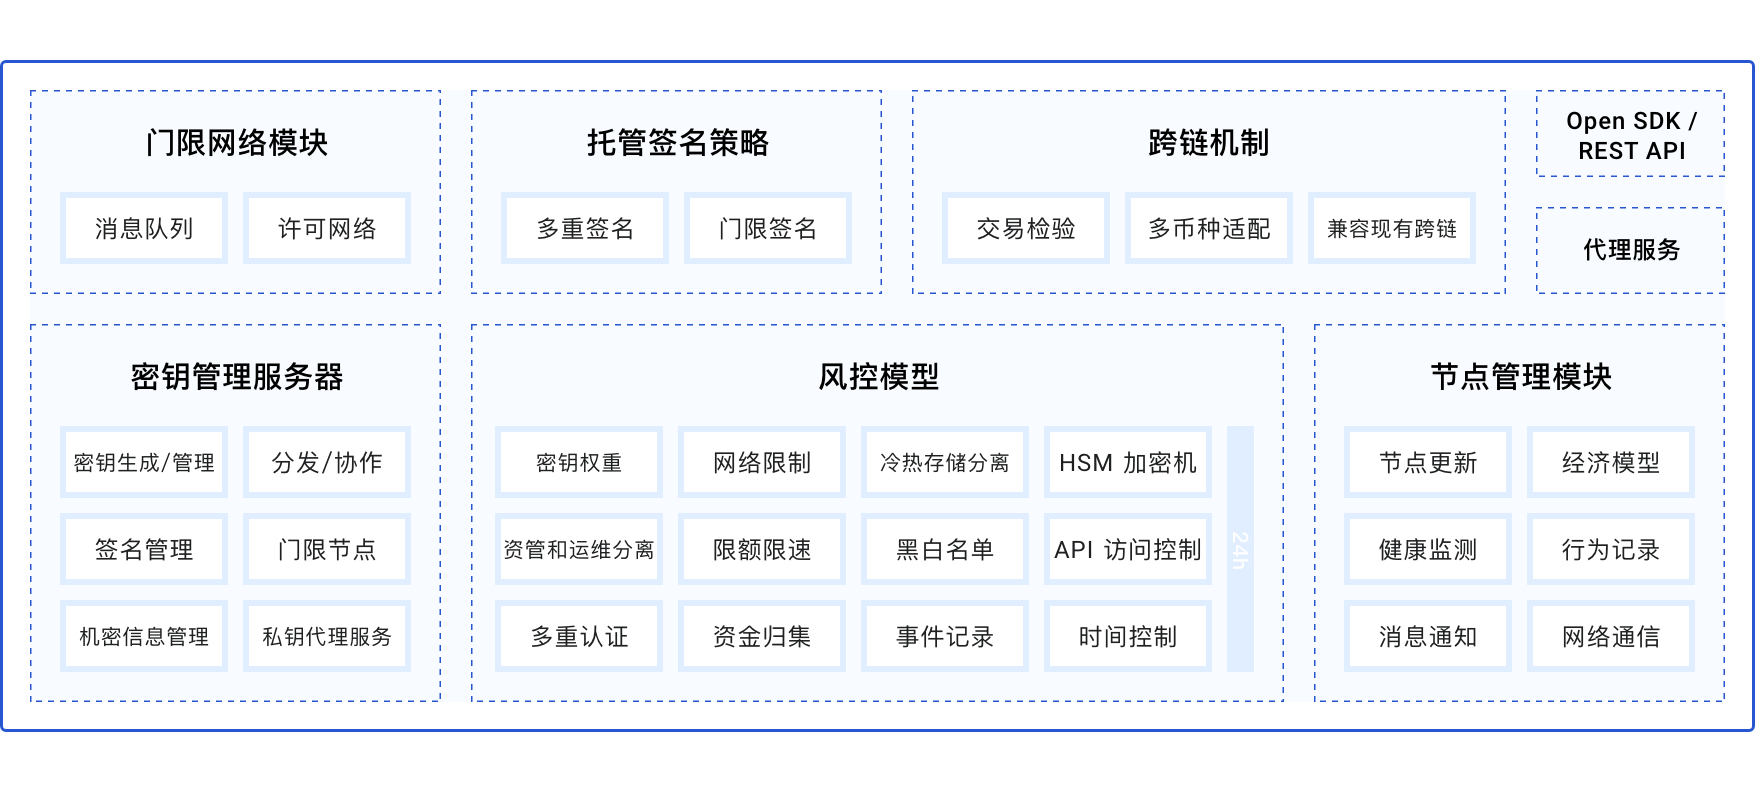 门限网络模块
消息队列
许可网络
托管签名策略
多重签名
门限签名
跨链机制
交易检验
多币种适配
兼容现有跨链
Open SDK /
REST API
代理服务
密钥管理服务器
密钥生成/管理
分发/协作
签名管理
门限节点
机密信息管理
私钥代理服务
风控模型
密钥权重
网络限制
冷热存储分离
HSM 加密机
资管和运维分离
限额限速
黑白名单
API 访问控制
多重认证
资金归集
事件记录
时间控制
24h
节点管理模块
节点更新
经济模型
健康监测
行为记录
消息通知
网络通信